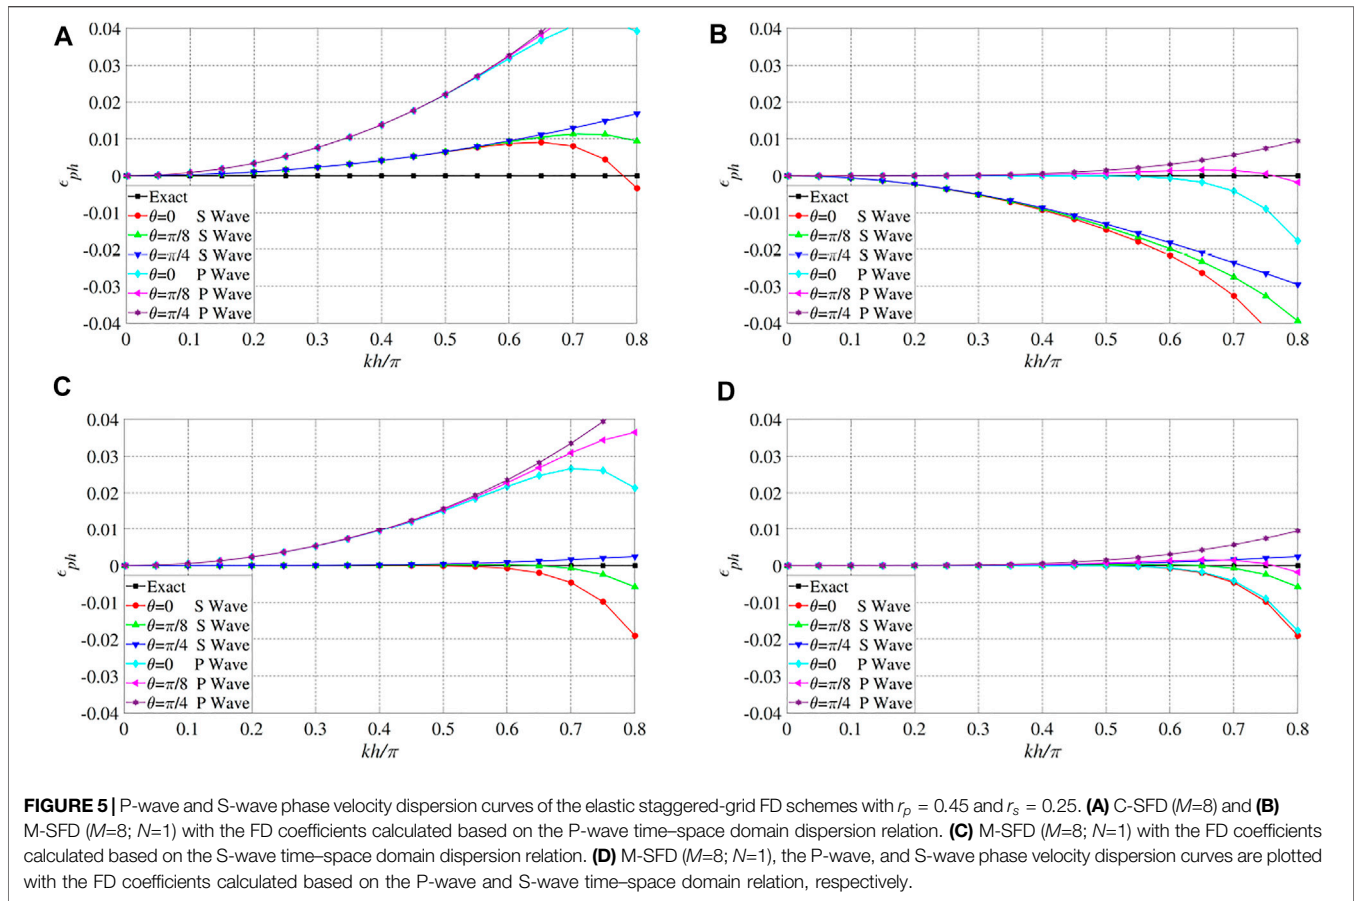 A
0.04
0.03
0.02
0.01
0
-0.01
-0.02
-0.03
-0.04
ϵph
Exact
θ=0 S Wave
θ=π/8 S Wave
θ=π/4 S Wave
θ=0 P Wave
θ=π/8 P Wave
θ=π/4 P Wave
0 0.1 0.2 0.3 0.4 0.5 0.6 0.7 0.8
kh/π
B
0.04
0.03
0.02
0.01
0
-0.01
-0.02
-0.03
-0.04
ϵph
Exact
θ=0 S Wave
θ=π/8 S Wave
θ=π/4 S Wave
θ=0 P Wave
θ=π/8 P Wave
θ=π/4 P Wave
0 0.1 0.2 0.3 0.4 0.5 0.6 0.7 0.8
kh/π
C
0.04
0.03
0.02
0.01
0
-0.01
-0.02
-0.03
-0.04
ϵph
Exact
θ=0 S Wave
θ=π/8 S Wave
θ=π/4 S Wave
θ=0 P Wave
θ=π/8 P Wave
θ=π/4 P Wave
0 0.1 0.2 0.3 0.4 0.5 0.6 0.7 0.8
kh/π
D
0.04
0.03
0.02
0.01
0
-0.01
-0.02
-0.03
-0.04
ϵph
Exact
θ=0 S Wave
θ=π/8 S Wave
θ=π/4 S Wave
θ=0 P Wave
θ=π/8 P Wave
θ=π/4 P Wave
0 0.1 0.2 0.3 0.4 0.5 0.6 0.7 0.8
kh/π
FIGURE 5 | P-wave and S-wave phase velocity dispersion curves of the elastic staggered-grid FD schemes with rp = 0.45 and rs = 0.25. (A) C-SFD (M=8) and (B)
M-SFD (M=8; N=1) with the FD coefficients calculated based on the P-wave time–space domain dispersion relation. (C) M-SFD (M=8; N=1) with the FD coefficients
calculated based on the S-wave time–space domain dispersion relation. (D) M-SFD (M=8; N=1), the P-wave, and S-wave phase velocity dispersion curves are plotted
with the FD coefficients calculated based on the P-wave and S-wave time–space domain relation, respectively.